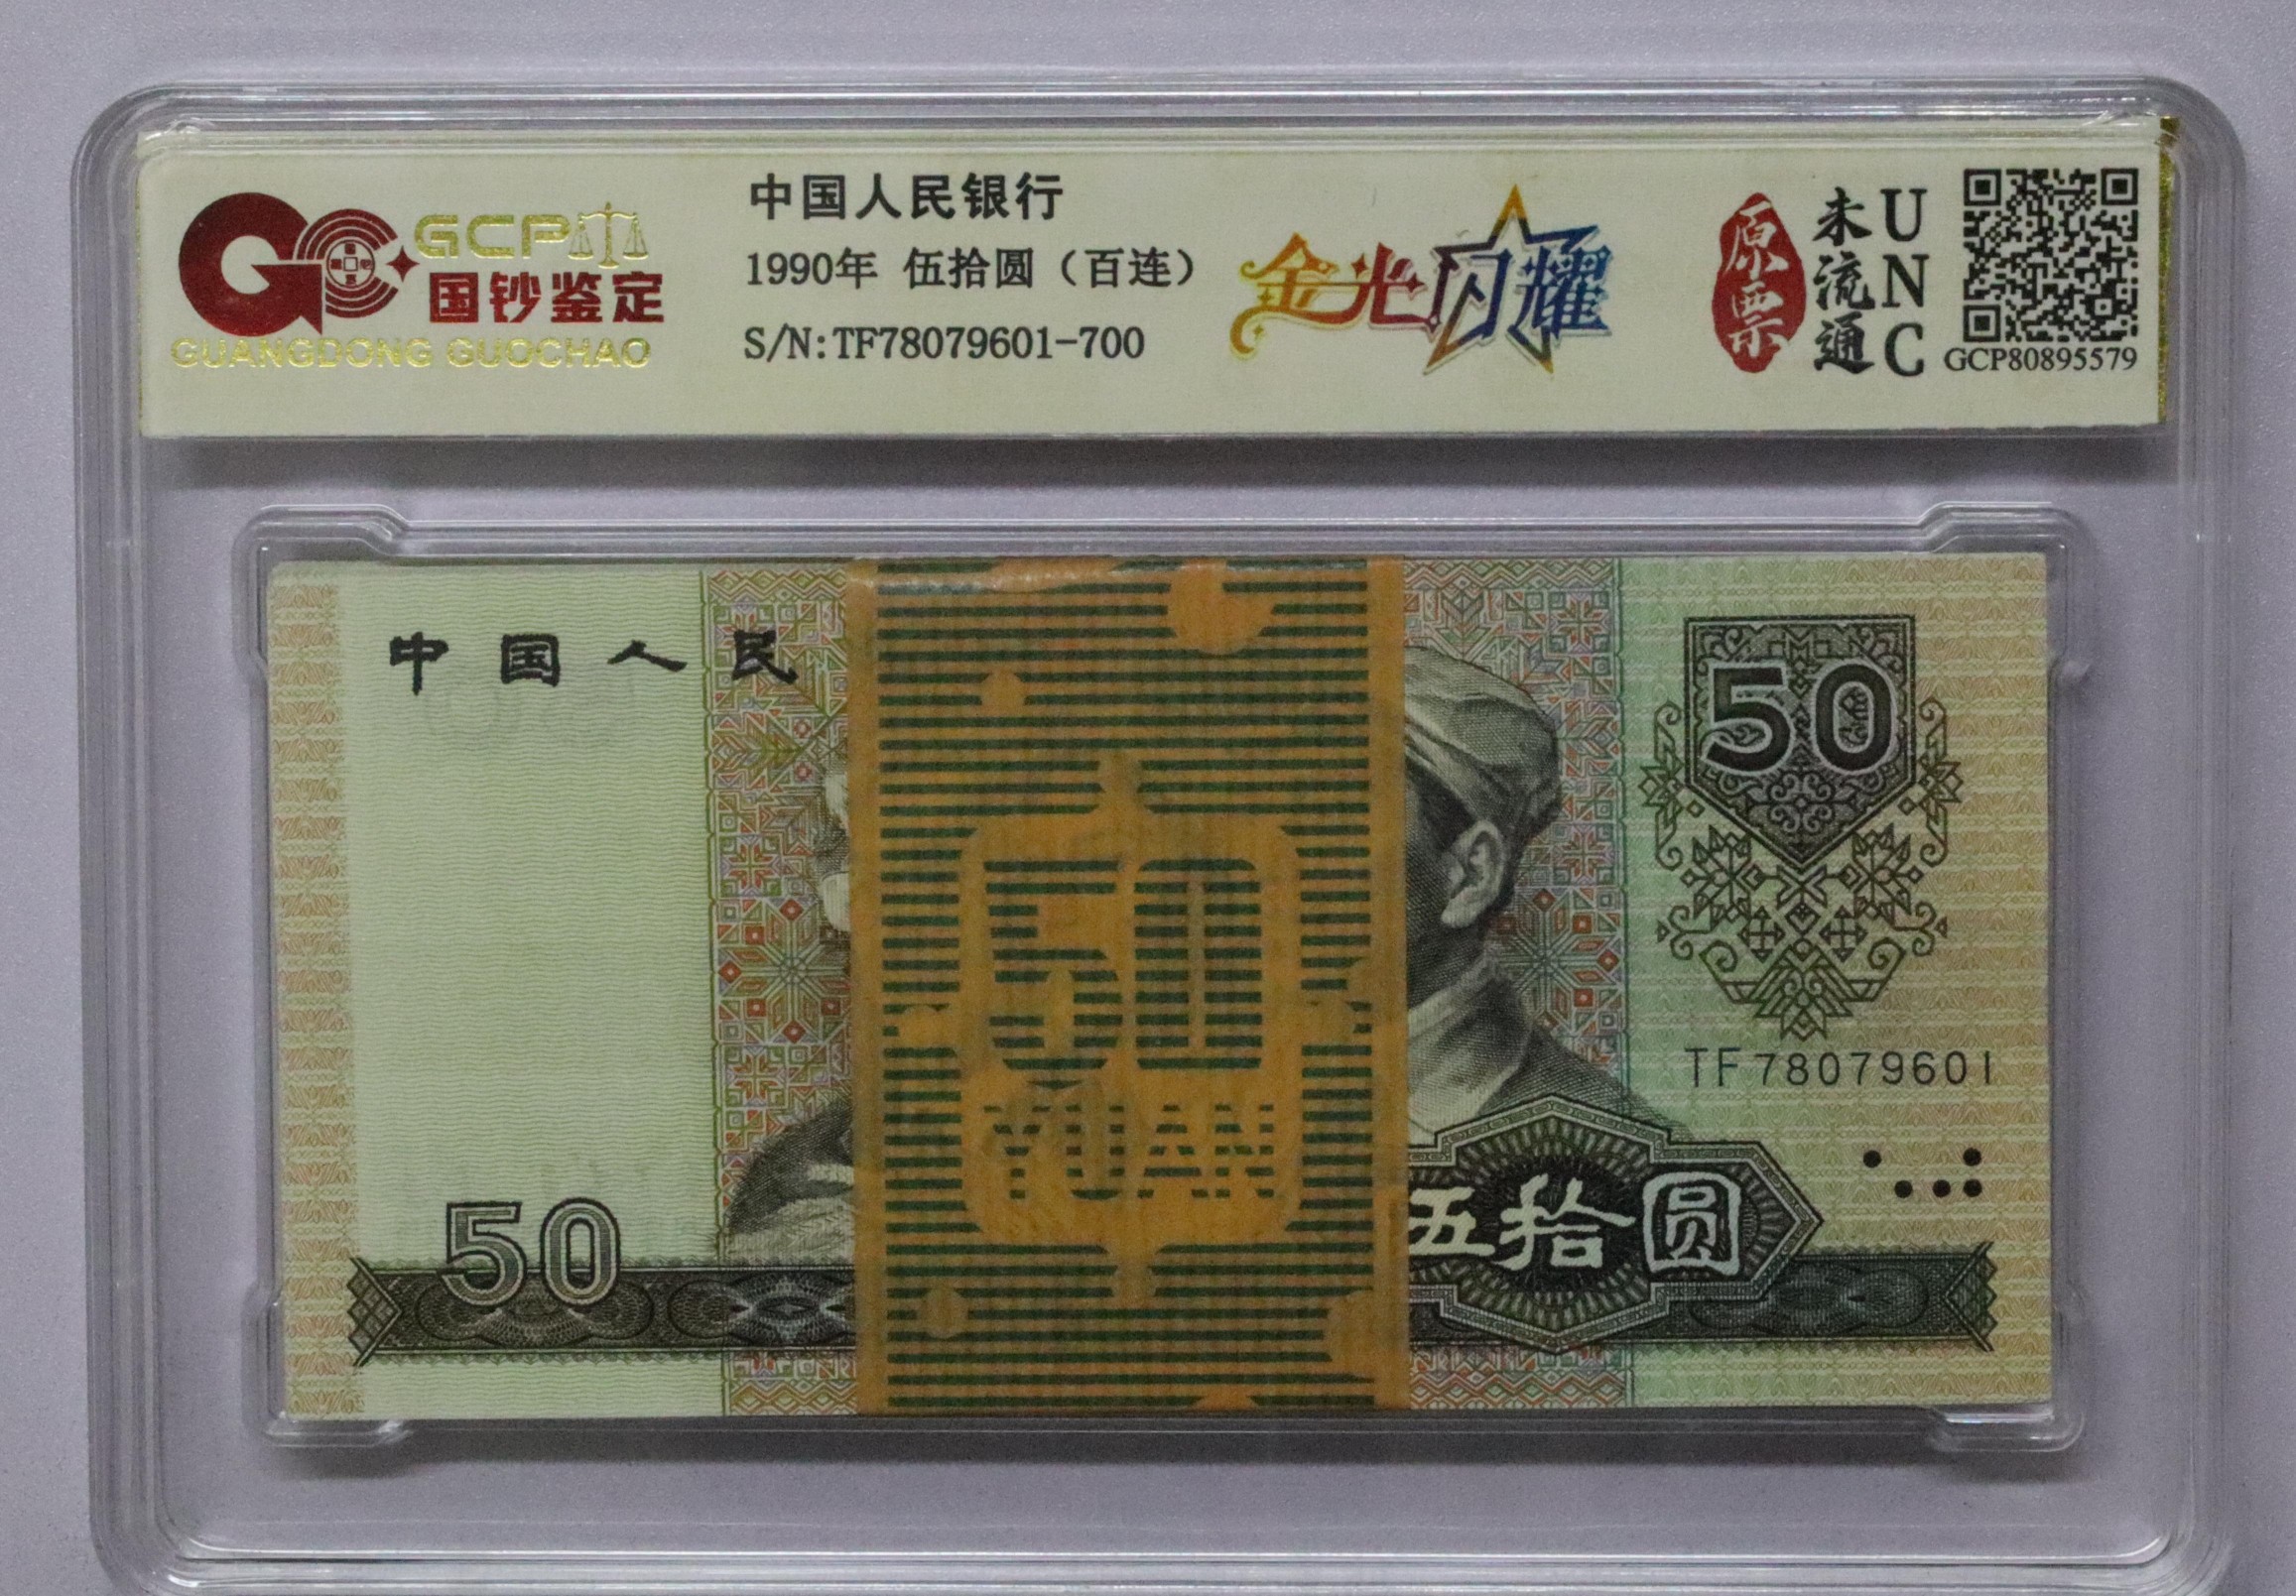 GCP
国钞鉴定
GUANGDONG GUOCHAO
中国人民银行
1990年 伍拾圆（百连）
S/N:TF78079601-700
金光闪耀
原票
未流通
UNC
GCP80895579
中国人民
50
50
YUAN
TF78079601
伍拾圆
50